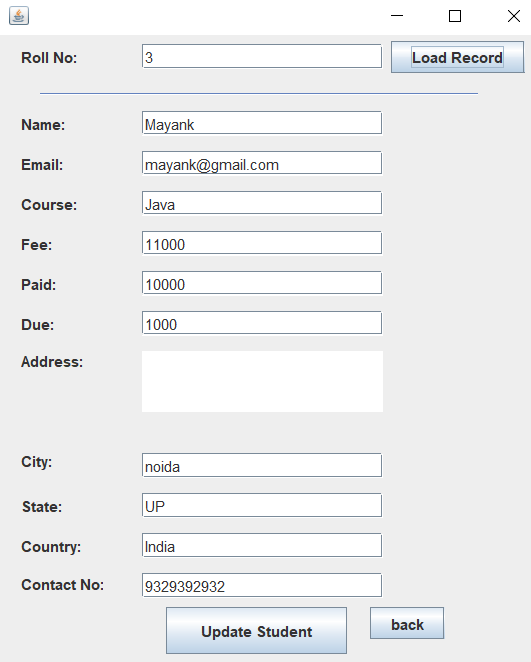 Roll No: 3 Load Record
Name: Mayank
Email: mayank@gmail.com
Course: Java
Fee: 11000
Paid: 10000
Due: 1000
Address:
City: noida
State: UP
Country: India
Contact No: 9329392932
Update Student back